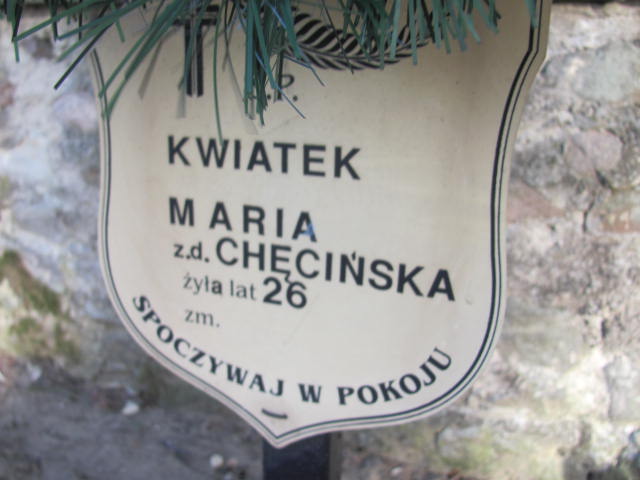 KWIATEK
MARIA
z.d. CHĘCIŃSKA
żyła lat 26
zm.
SPOCZYWAJ W POKOJU